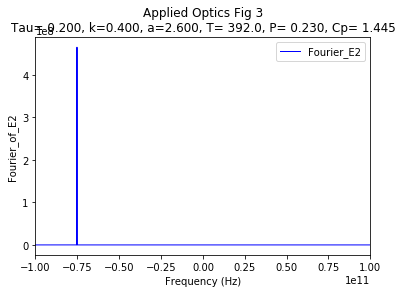 Applied Optics Fig 3
Tau= 0.200, k=0.400, a=2.600, T= 392.0, P= 0.230, Cp= 1.445
1e8
Fourier_E2
Fourier_of_E2
4
3
2
1
0
−1.00 −0.75 −0.50 −0.25 0.00 0.25 0.50 0.75 1.00
Frequency (Hz)
1e11